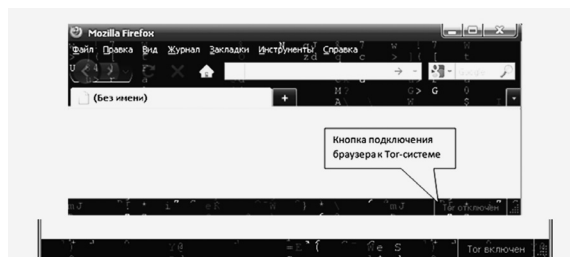 Mozilla Firefox
Файл Правка Вид Журнал Закладки Инструменты Справка
(Без имени)
Кнопка подключения
браузера к Tor-системе
Tor отключен
Tor включен